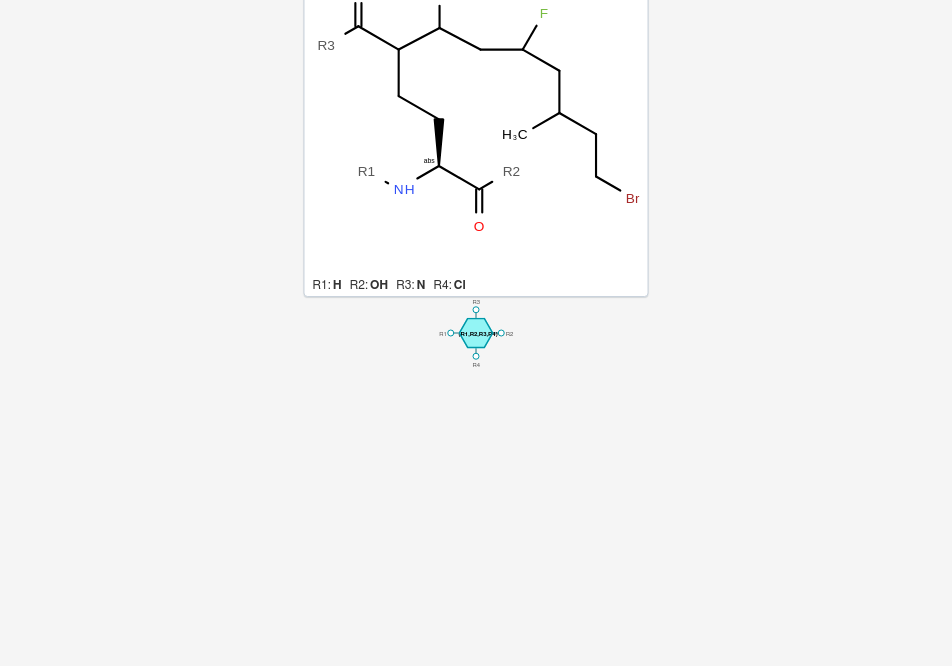 F
R3
H₃C
abs
R1
R2
NH
Br
O
R1: H R2: OH R3: N R4: Cl
R3
R1
(R1,R2,R3,R4)
R2
R4